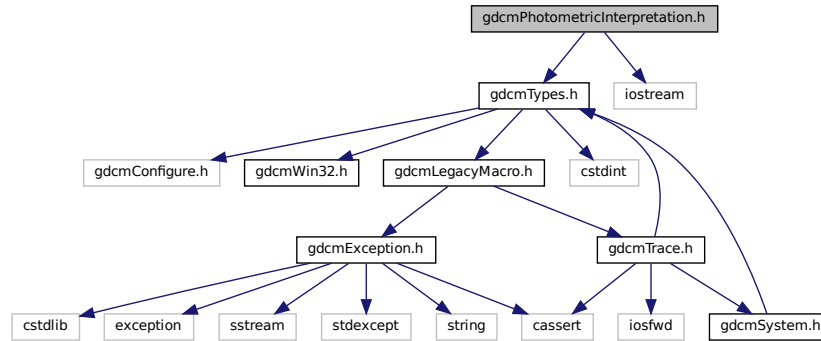 gdcmPhotometricInterpretation.h
gdcmTypes.h
iostream
gdcmConfigure.h
gdcmWin32.h
gdcmLegacyMacro.h
cstdint
gdcmException.h
gdcmTrace.h
cstdlib
exception
sstream
stdexcept
string
cassert
iosfwd
gdcmSystem.h